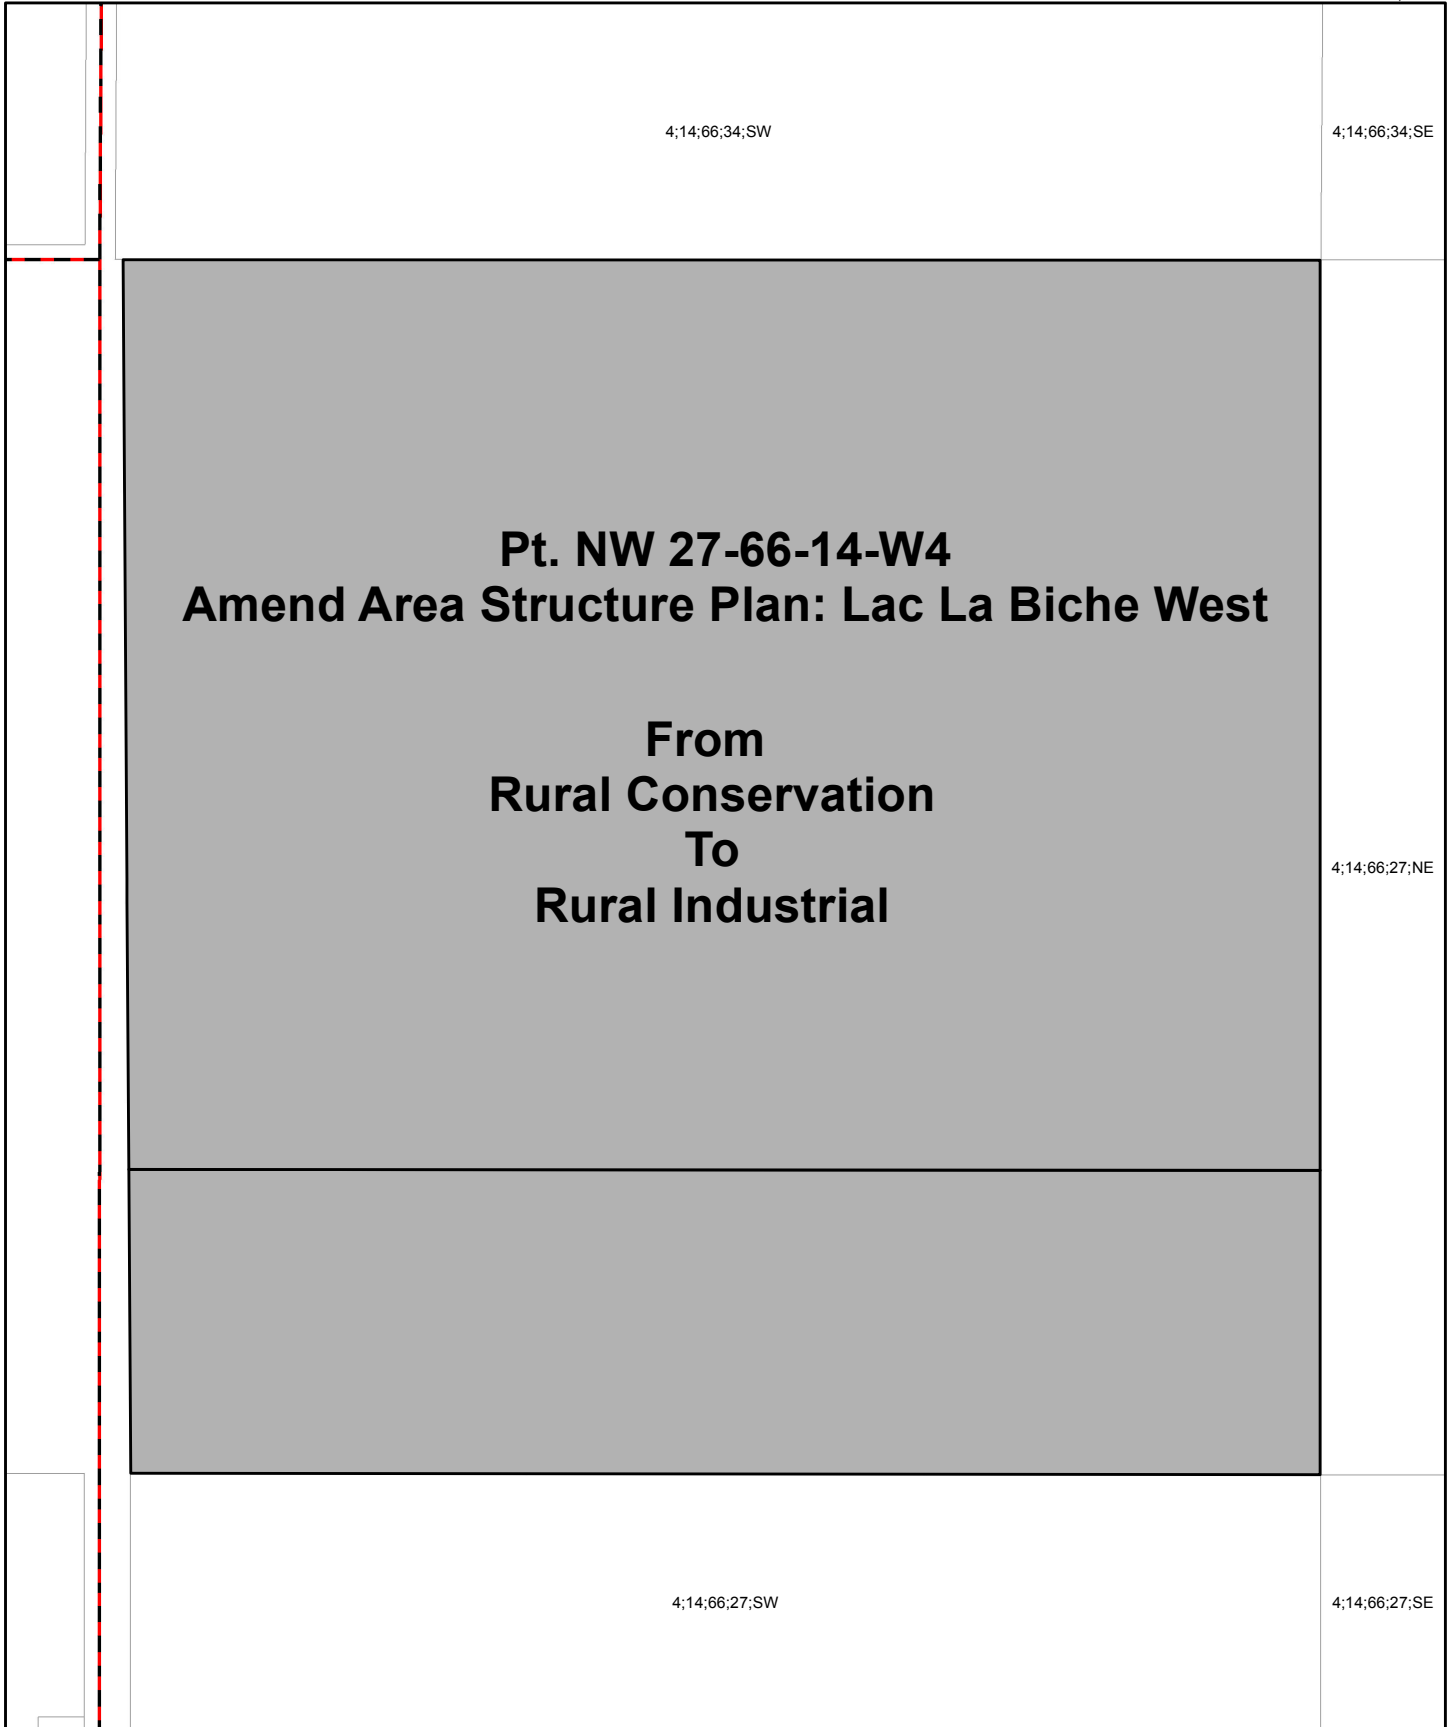 4;14;66;34;SW
4;14;66;34;SE
Pt. NW 27-66-14-W4
Amend Area Structure Plan: Lac La Biche West
From
Rural Conservation
To
Rural Industrial
4;14;66;27;NE
4;14;66;27;SW
4;14;66;27;SE